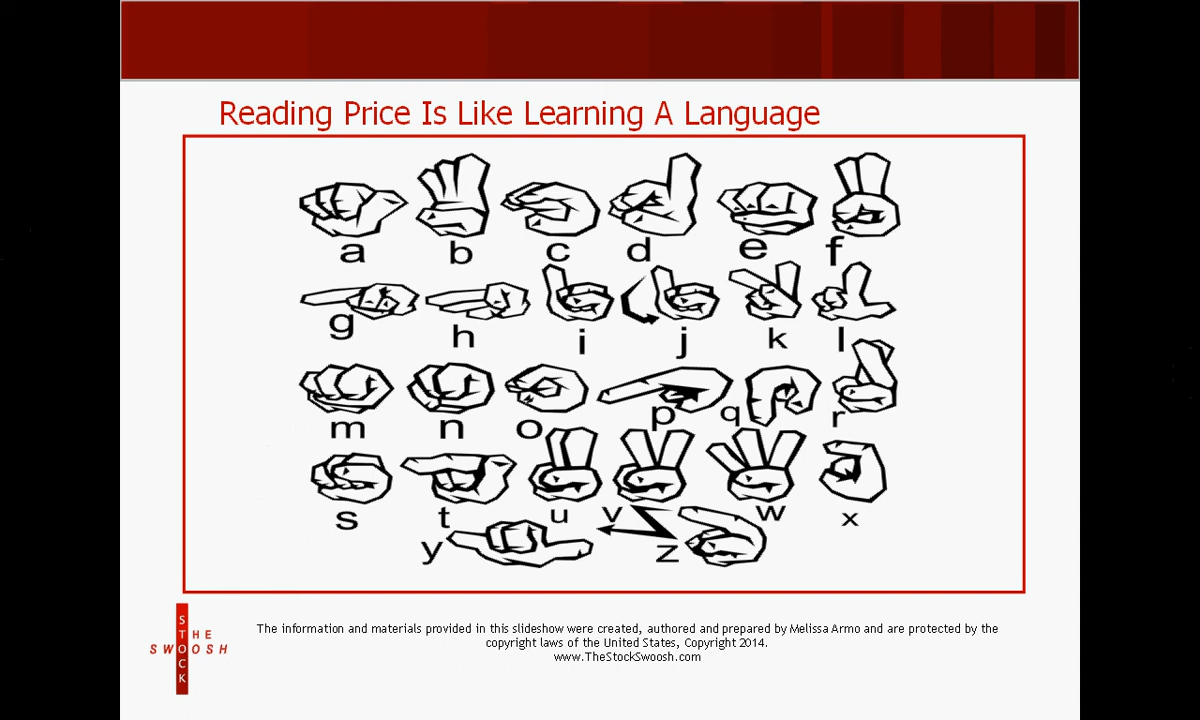 Reading Price Is Like Learning A Language
a b c d e f
g h i j k l
m n o p q r
s t u v w x
y z
STOCK
THE
SWOOSH
The information and materials provided in this slideshow were created, authored and prepared by Melissa Armo and are protected by the
copyright laws of the United States, Copyright 2014.
www.TheStockSwoosh.com